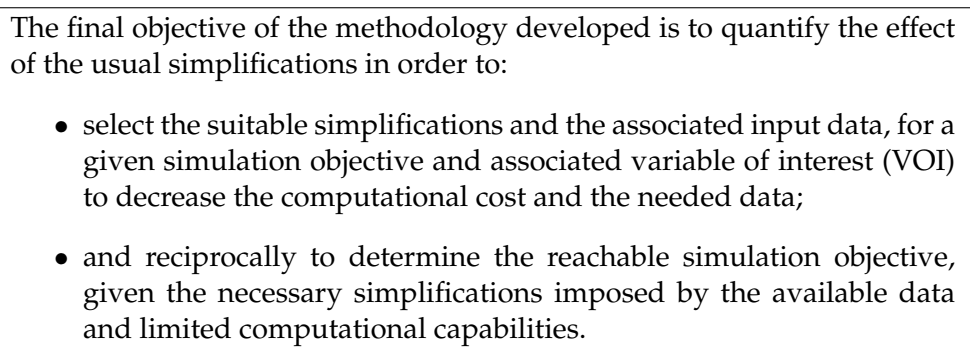 The final objective of the methodology developed is to quantify the effect
of the usual simplifications in order to:
• select the suitable simplifications and the associated input data, for a
given simulation objective and associated variable of interest (VOI)
to decrease the computational cost and the needed data;
• and reciprocally to determine the reachable simulation objective,
given the necessary simplifications imposed by the available data
and limited computational capabilities.